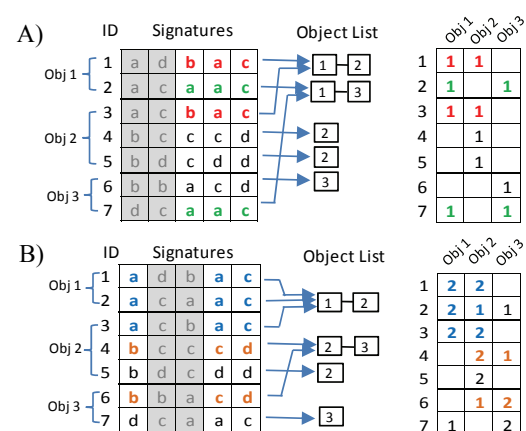 A)
ID Signatures Object List Obj 1 Obj 2 Obj 3
Obj 1
1 a d b a c
2 a c a a c
Obj 2
3 a c b a c
4 b c c c d
5 b d c c d
Obj 3
6 b b a c d
7 d c a a c
1 2
1 3
2
2
3
1 1 1
2 1 1
3 1 1
4 1
5 1
6 1
7 1 1
B)
ID Signatures Object List Obj 1 Obj 2 Obj 3
Obj 1
1 a d b a c
2 a c a a c
Obj 2
3 a c b a c
4 b c c c d
5 b d c d d
Obj 3
6 b b a c d
7 d c a a c
1 2
2 3
2
3
1 2 2
2 2 1 1
3 2 2
4 2 1
5 2
6 1 2
7 1 2